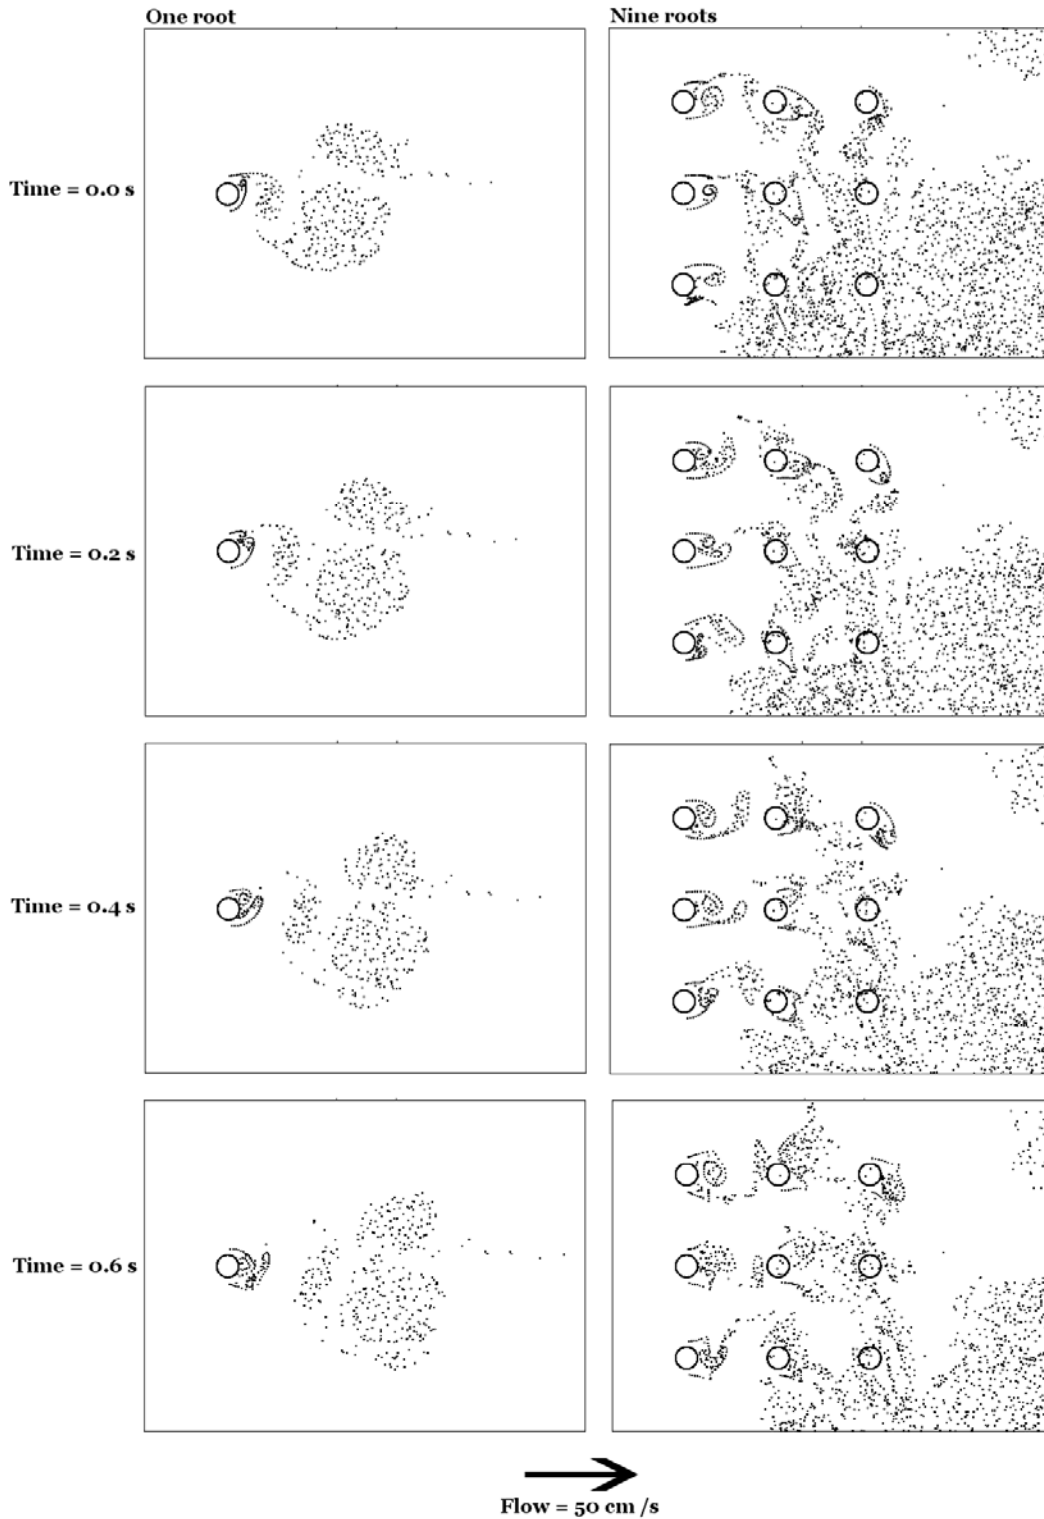 One root
Nine roots
Time = 0.0 s
Time = 0.2 s
Time = 0.4 s
Time = 0.6 s
Flow = 50 cm /s